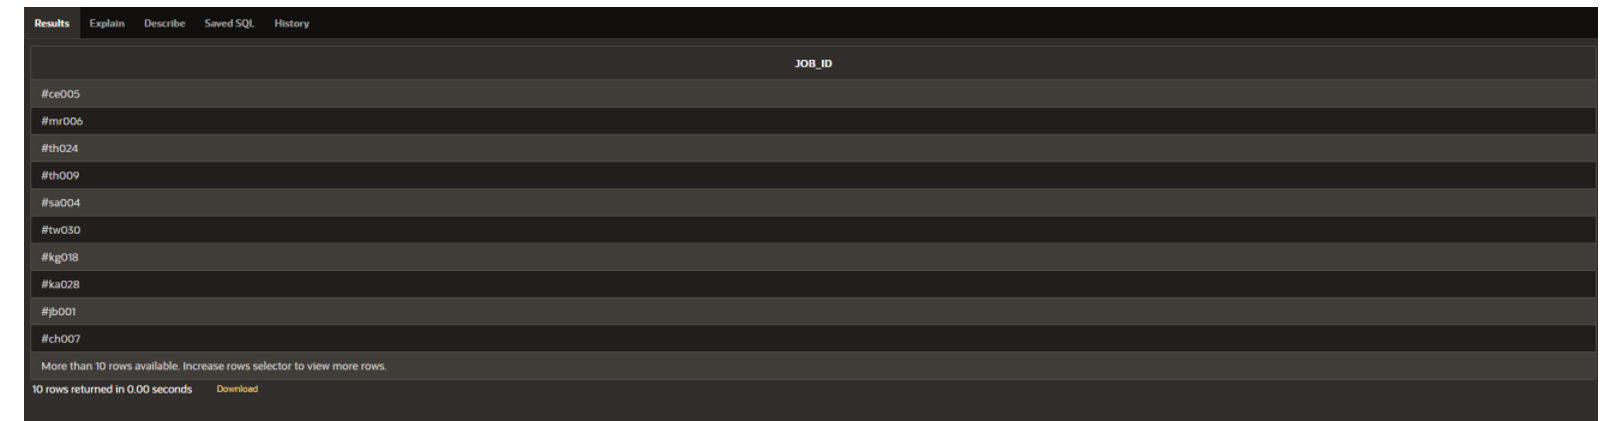 Results Explain Describe Saved SQL History
JOB_ID
#ce005
#mr006
#th024
#th009
#sa004
#tw030
#kg018
#ka028
#jb001
#ch007
More than 10 rows available. Increase rows selector to view more rows.
10 rows returned in 0.00 seconds Download